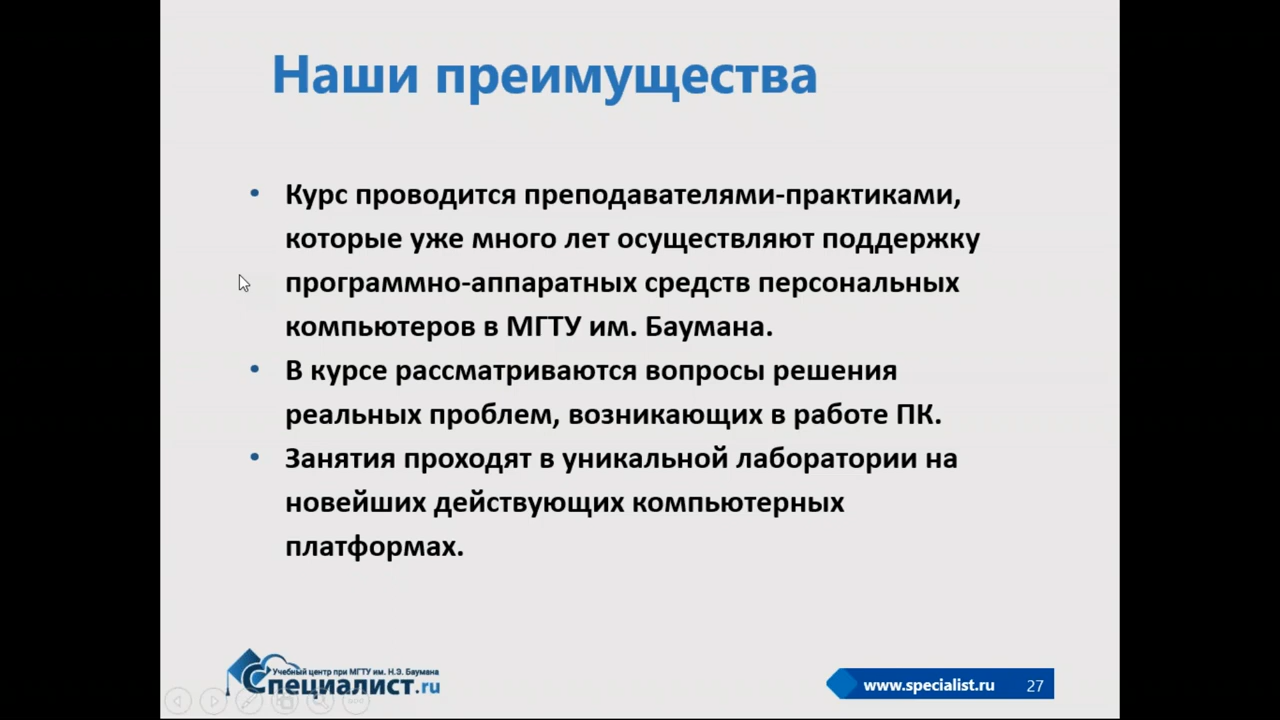 Наши преимущества
• Курс проводится преподавателями-практиками,
которые уже много лет осуществляют поддержку
программно-аппаратных средств персональных
компьютеров в МГТУ им. Баумана.
• В курсе рассматриваются вопросы решения
реальных проблем, возникающих в работе ПК.
• Занятия проходят в уникальной лаборатории на
новейших действующих компьютерных
платформах.
Учебный центр при МГТУ им. Н.Э. Баумана
Специалист.ru
www.specialist.ru 27